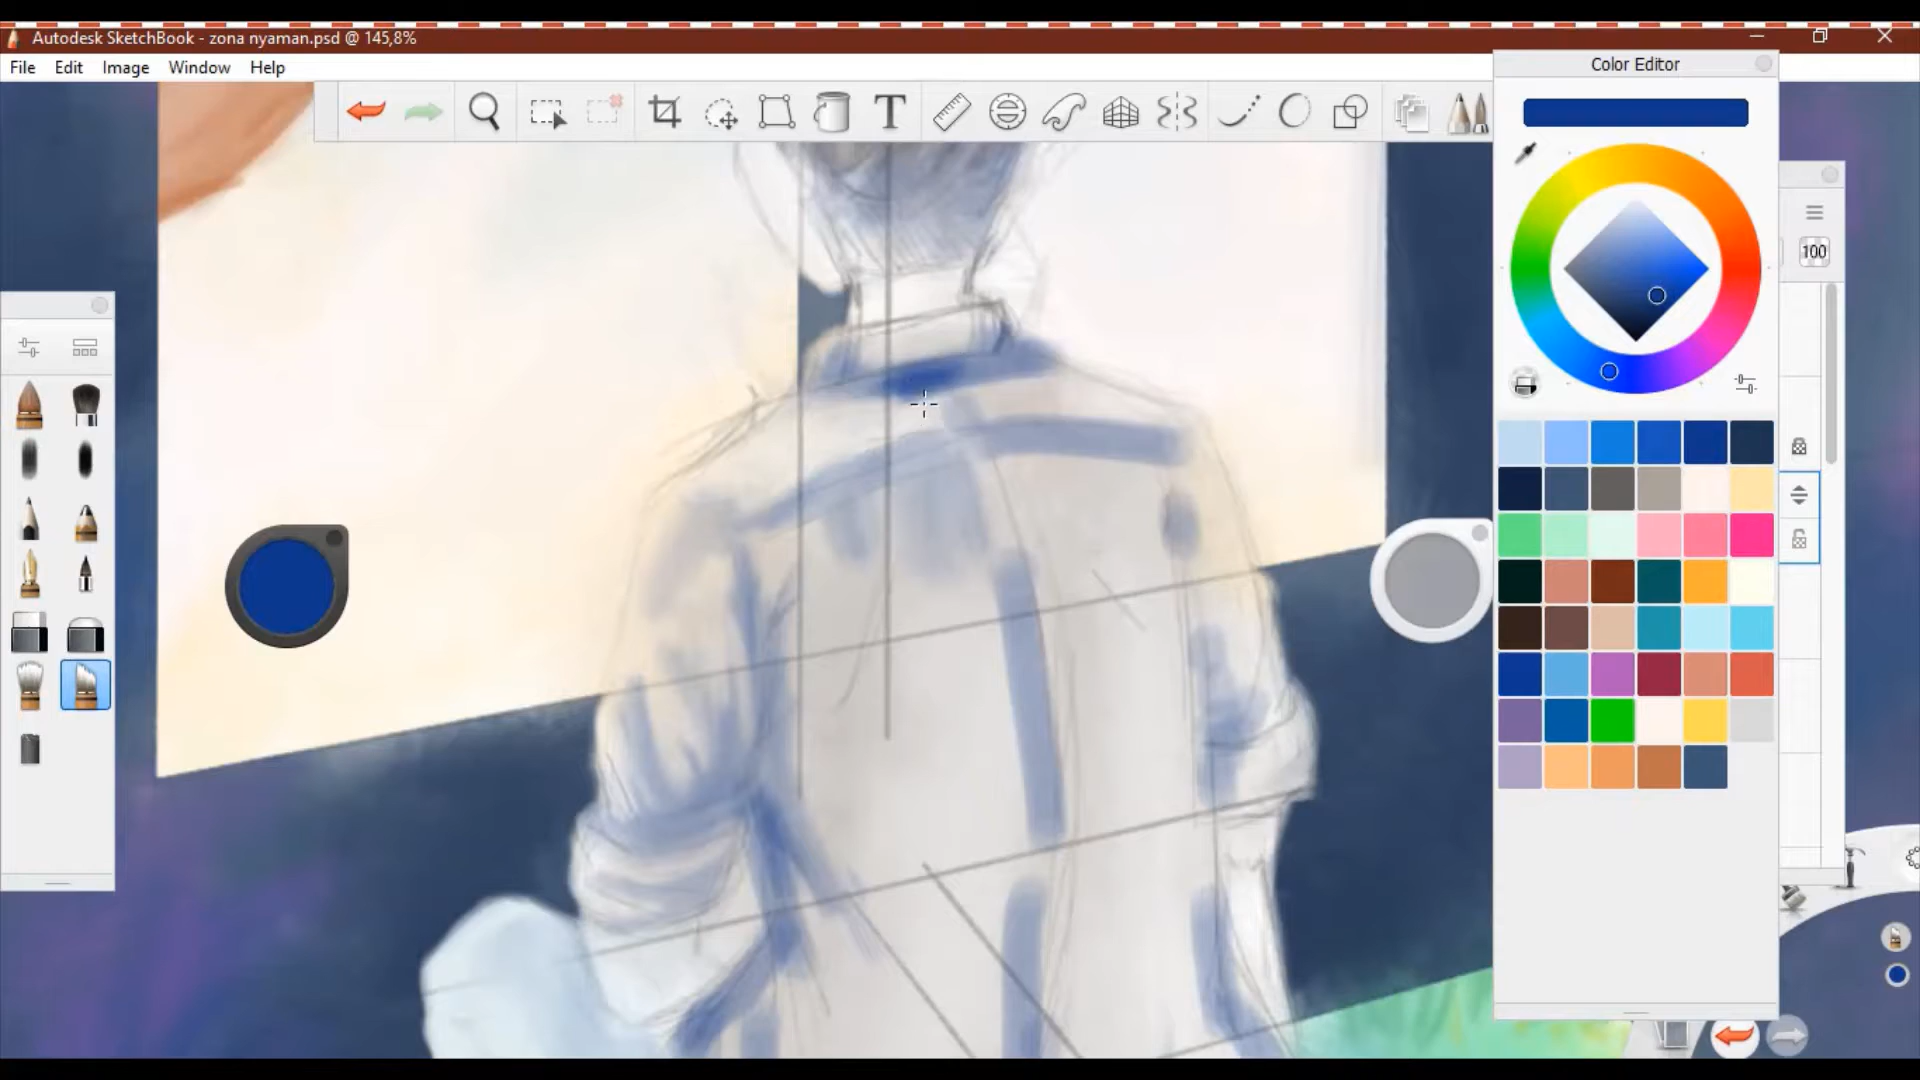 Autodesk SketchBook - zona nyaman.psd @ 145,8%
File Edit Image Window Help
Color Editor
T
100